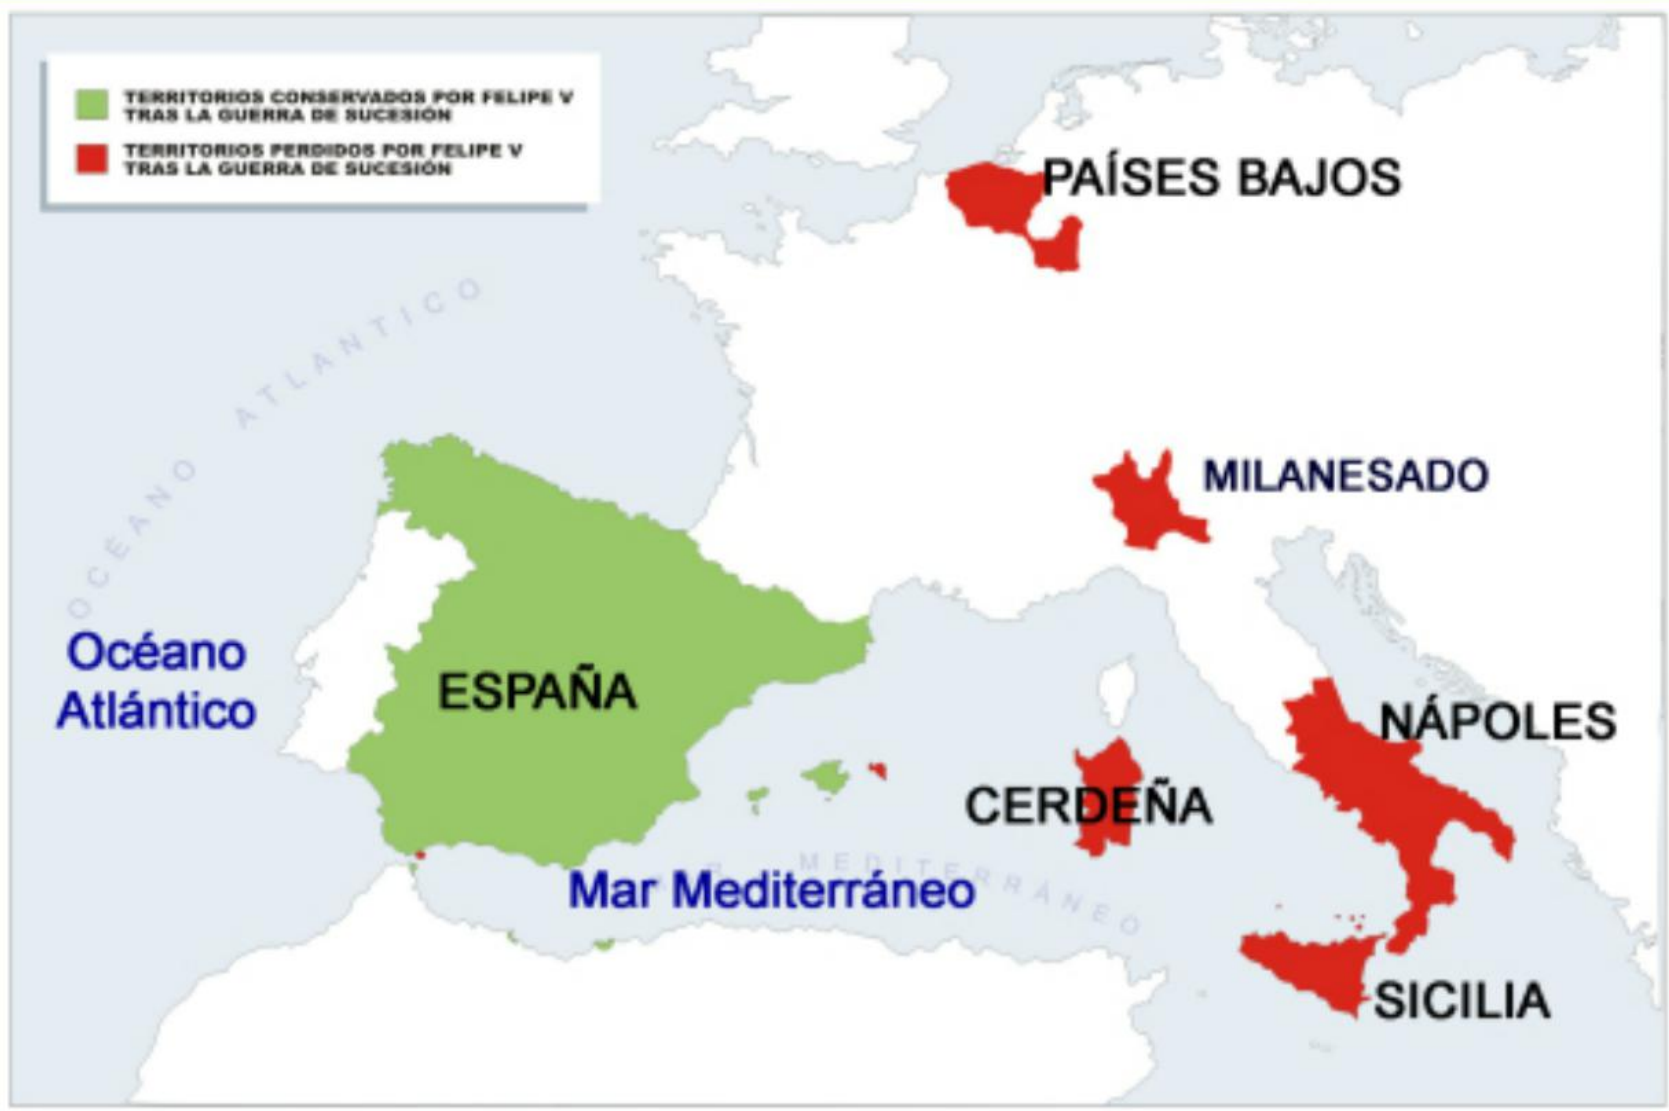 TERRITORIOS CONSERVADOS POR FELIPE V
TRAS LA GUERRA DE SUCESIÓN
TERRITORIOS PERDIDOS POR FELIPE V
TRAS LA GUERRA DE SUCESIÓN
PAÍSES BAJOS
OCÉANO ATLANTICO
MILANESADO
Océano
Atlántico
ESPAÑA
NÁPOLES
CERDEÑA
MEDITERRÁNEO
Mar Mediterráneo
SICILIA